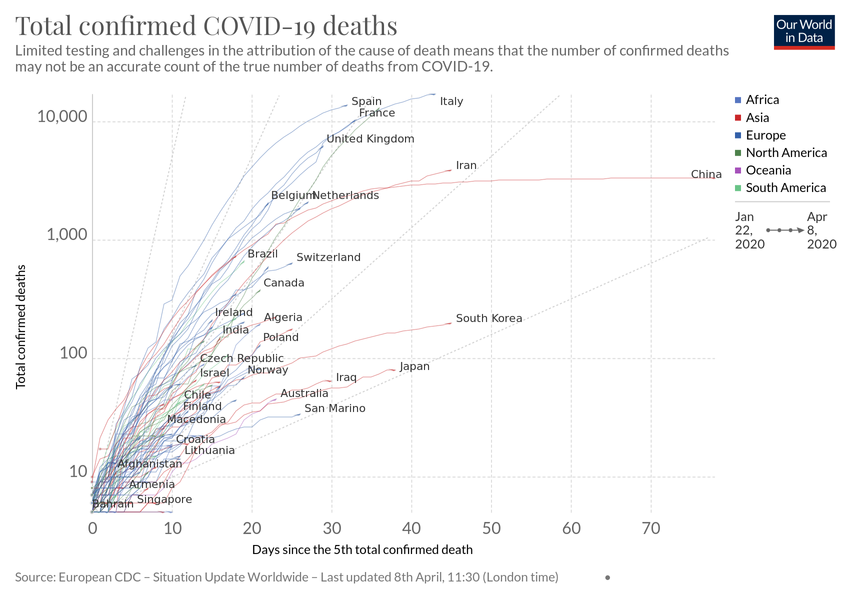 Total confirmed COVID-19 deaths
Limited testing and challenges in the attribution of the cause of death means that the number of confirmed deaths
may not be an accurate count of the true number of deaths from COVID-19.
Our World
in Data
Spain
Italy
France
10,000
United Kingdom
Iran
China
Belgium
Netherlands
1,000
Brazil
Switzerland
Canada
Ireland
Algeria
South Korea
India
Poland
100
Czech Republic
Israel
Norway
Japan
Iraq
Chile
Australia
Finland
San Marino
Macedonia
Croatia
Lithuania
10
Afghanistan
Armenia
Singapore
Bahrain
0
10
20
30
40
50
60
70
Total confirmed deaths
Days since the 5th total confirmed death
Africa
Asia
Europe
North America
Oceania
South America
Jan
22,
2020
Apr
8,
2020
Source: European CDC – Situation Update Worldwide – Last updated 8th April, 11:30 (London time)